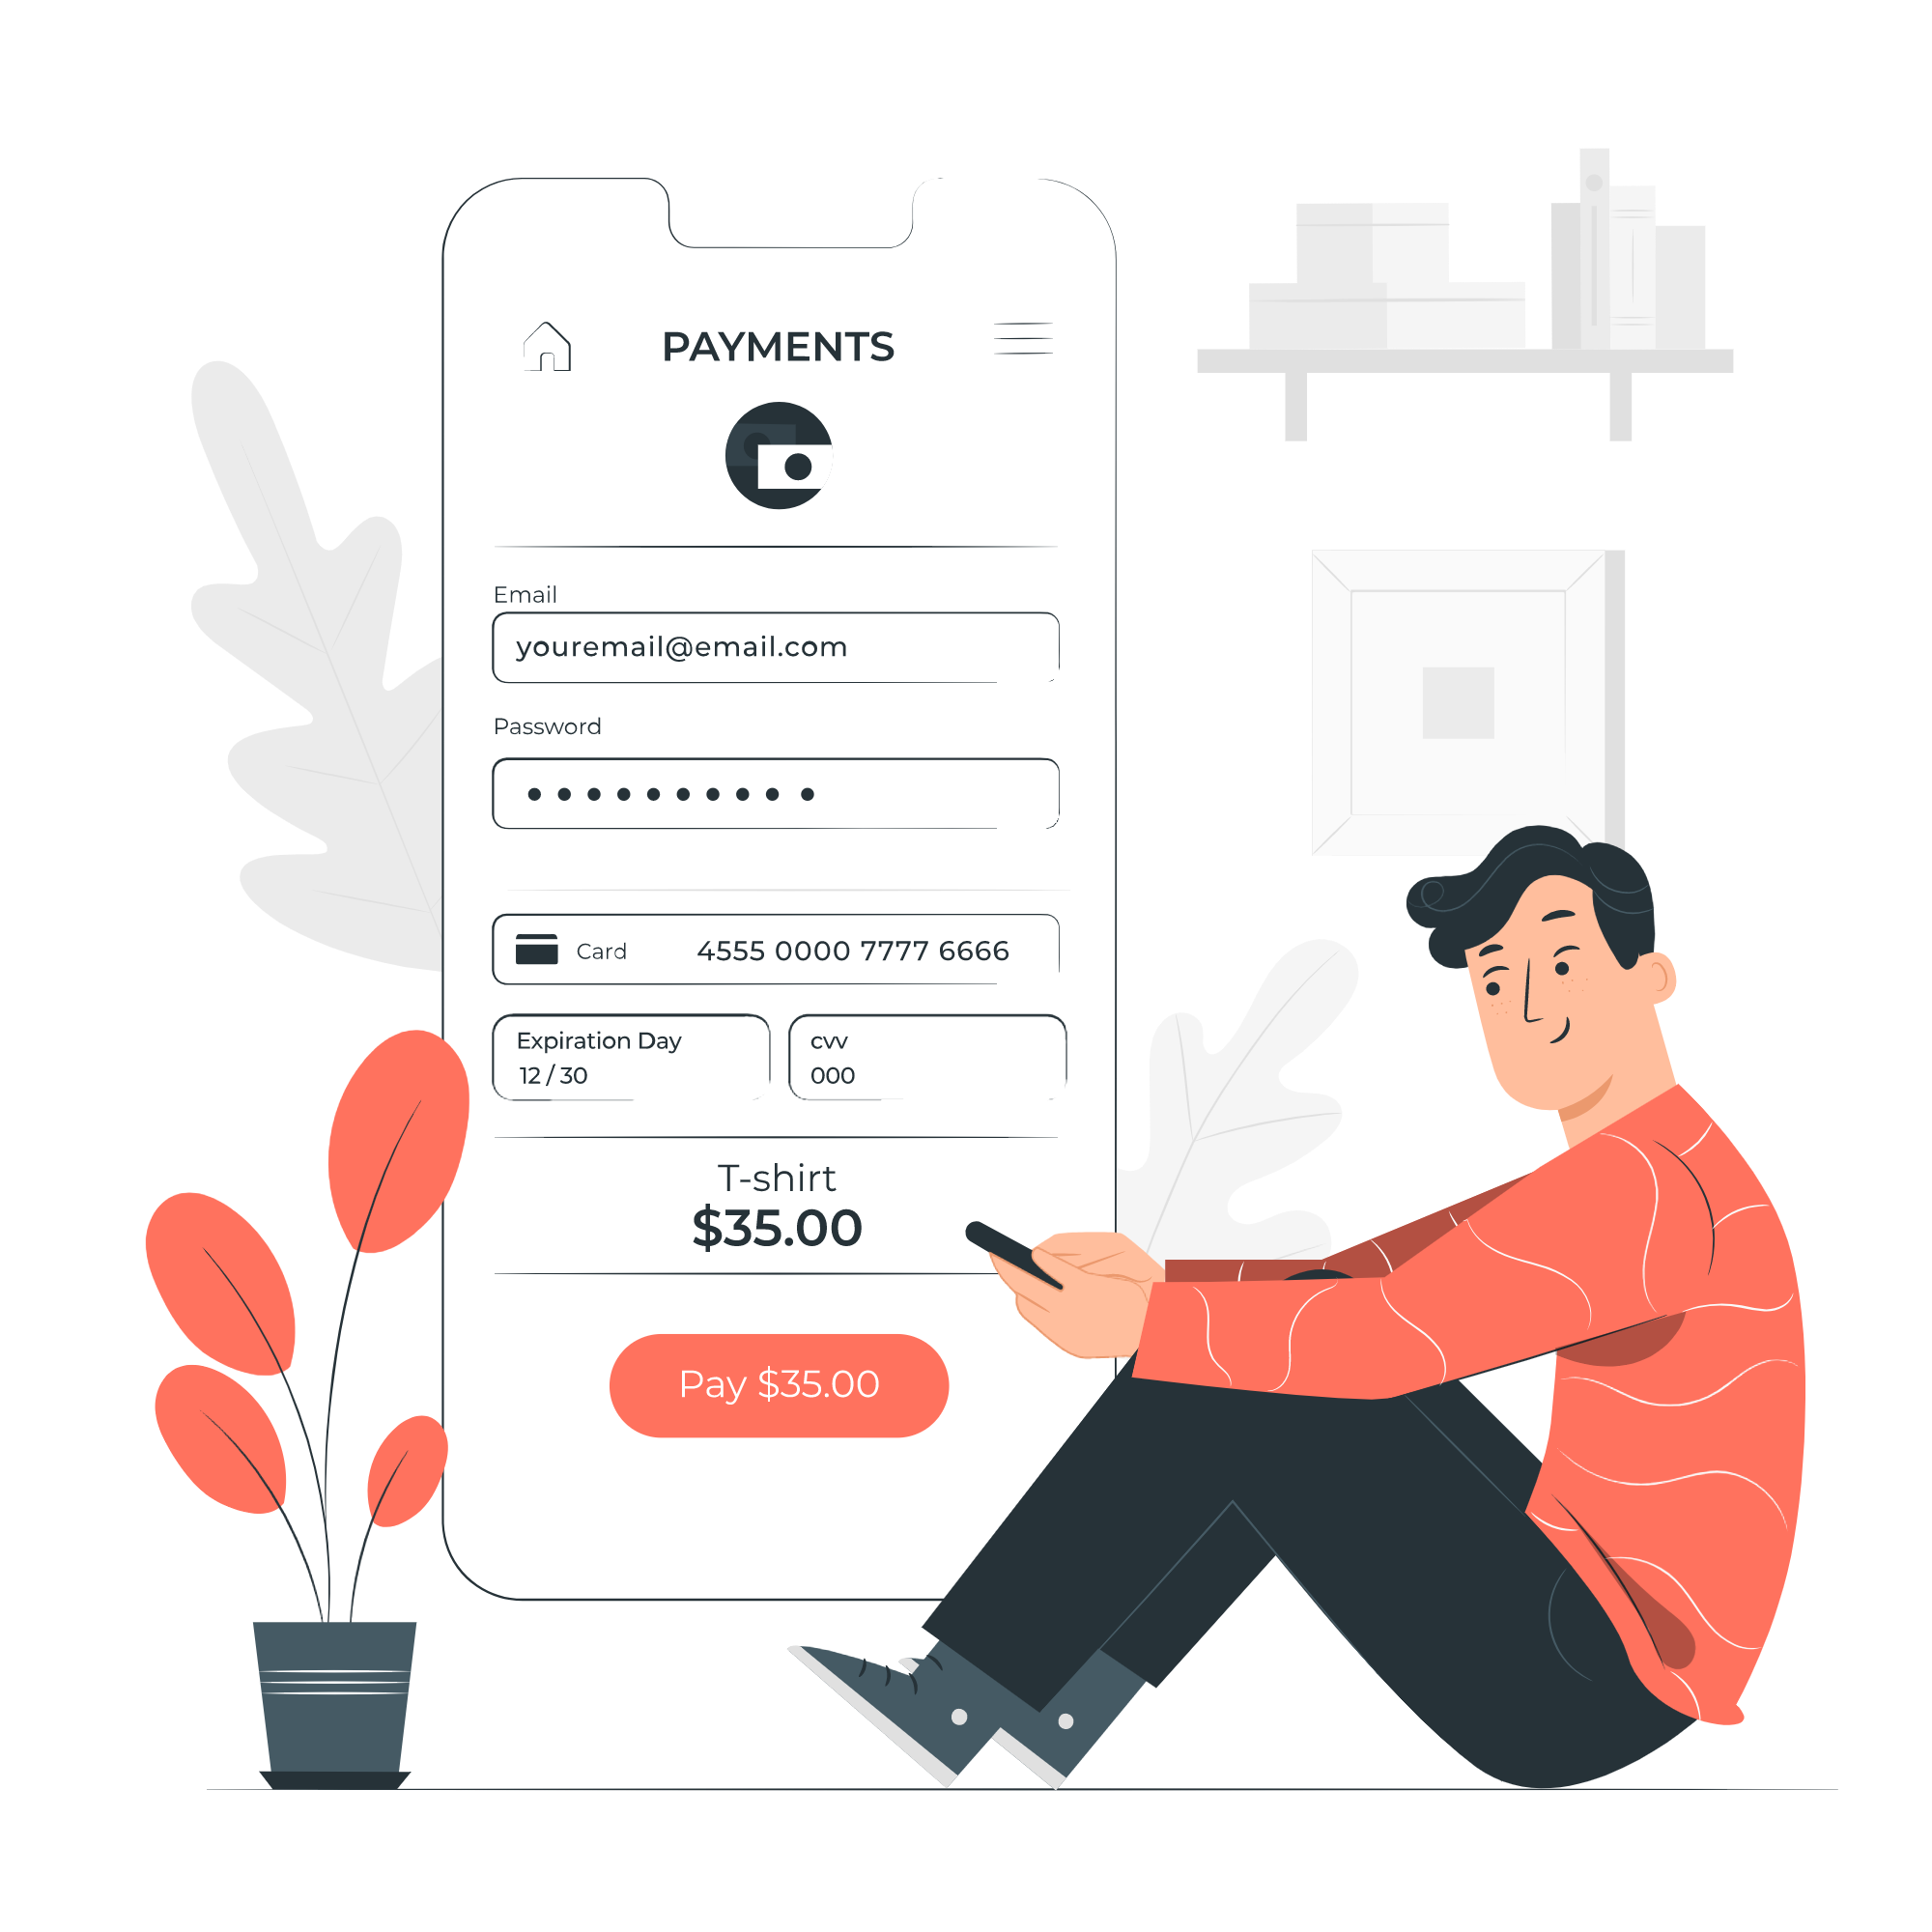 PAYMENTS
Email
youremail@email.com
Password
Card 4555 0000 7777 6666
Expiration Day
12 / 30
cvv
000
T-shirt
$35.00
Pay $35.00